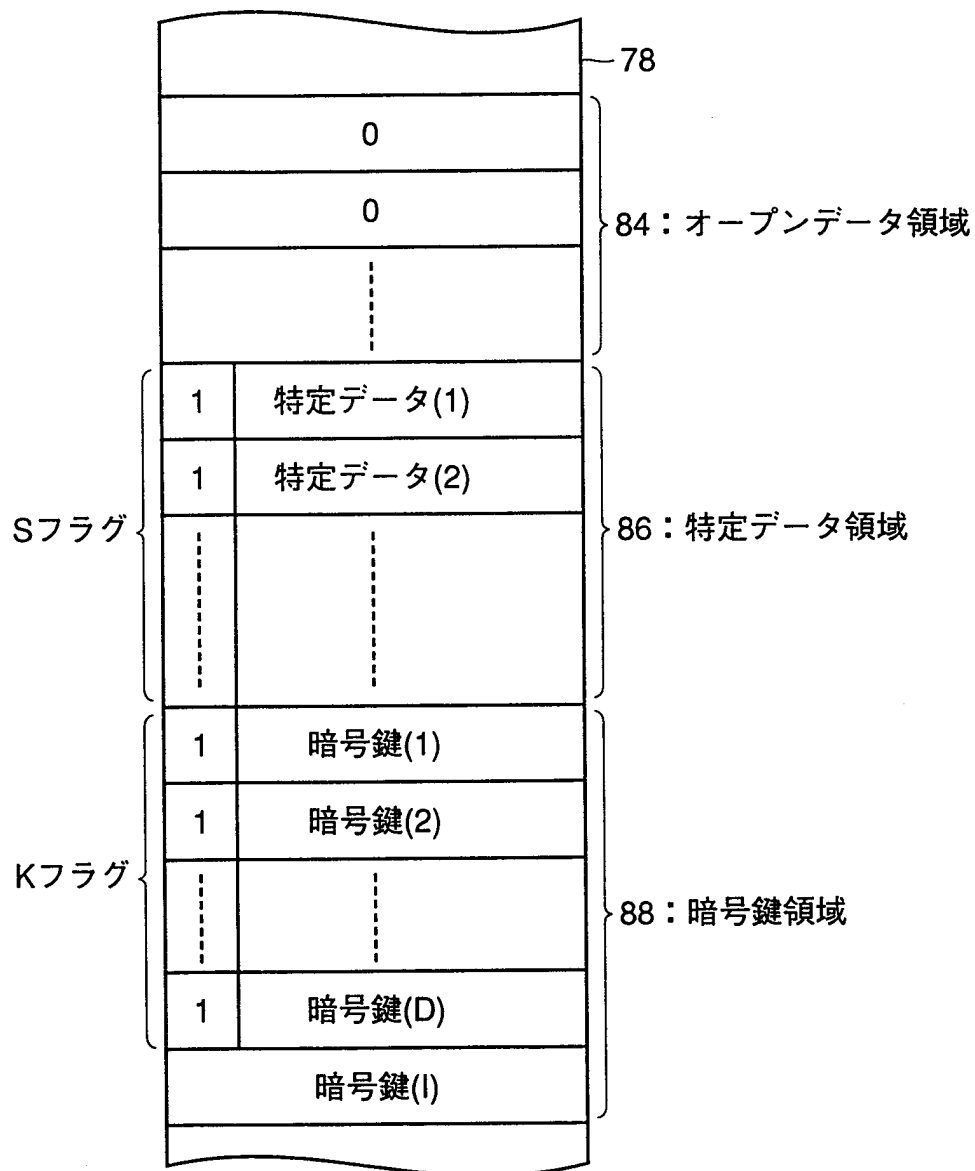 78
0
0
84：オープンデータ領域
1 特定データ(1)
1 特定データ(2)
Sフラグ
86：特定データ領域
1 暗号鍵(1)
1 暗号鍵(2)
Kフラグ
88：暗号鍵領域
1 暗号鍵(D)
暗号鍵(I)